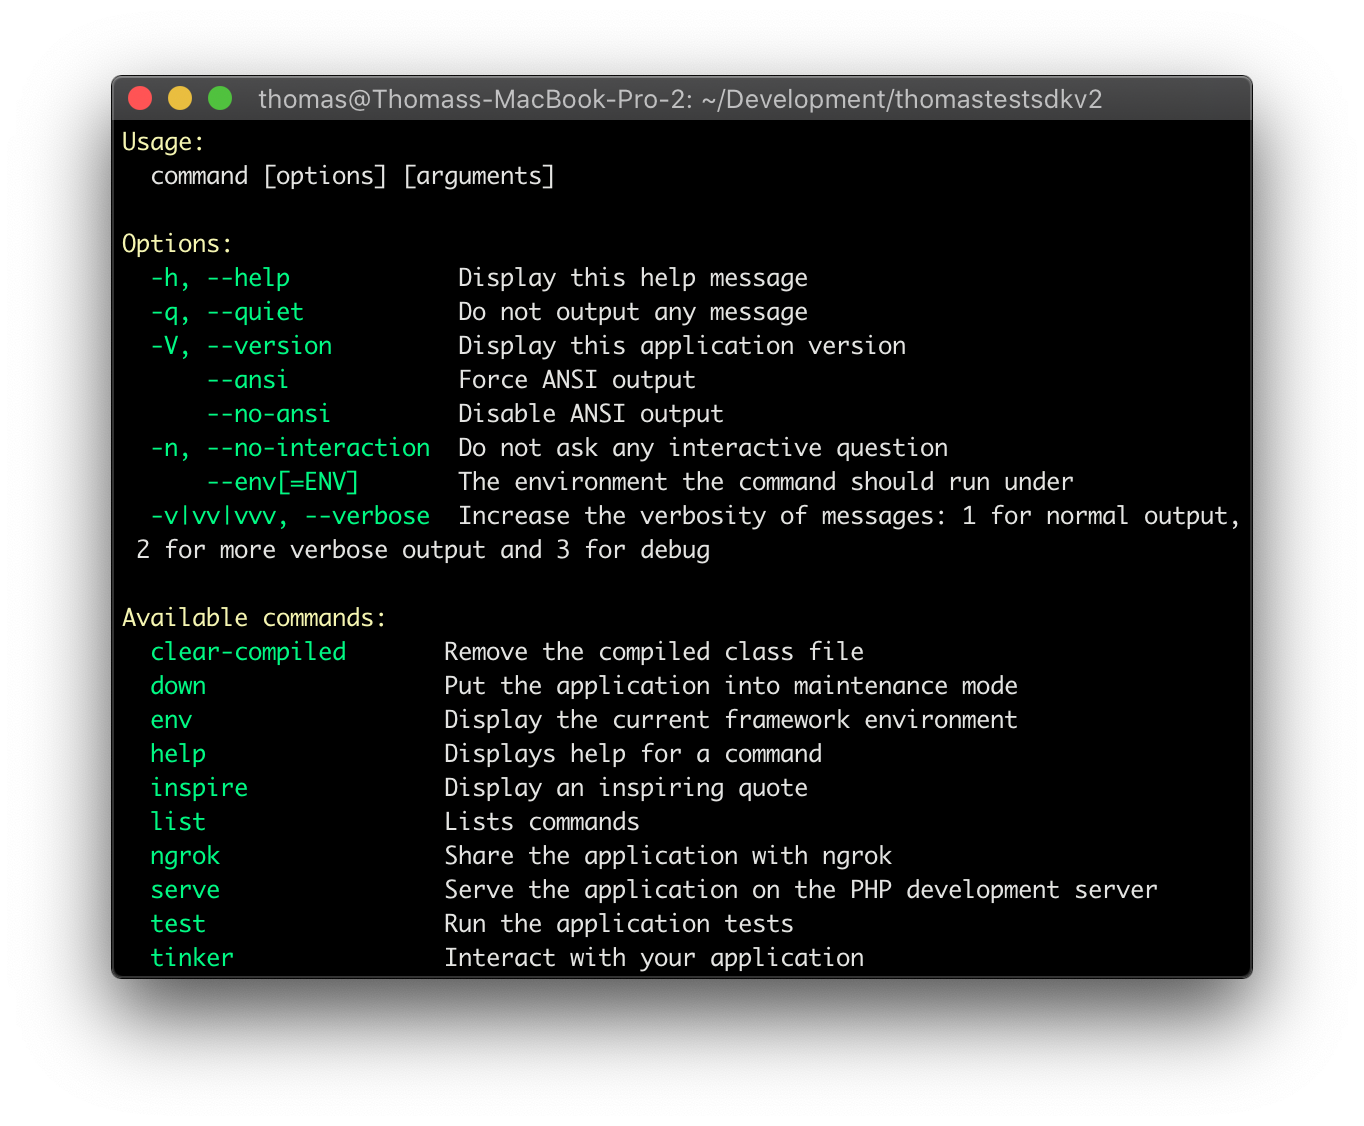 thomas@Thomass-MacBook-Pro-2: ~/Development/thomastestsdkv2
Usage:
  command [options] [arguments]

Options:
  -h, --help            Display this help message
  -q, --quiet           Do not output any message
  -V, --version         Display this application version
      --ansi            Force ANSI output
      --no-ansi         Disable ANSI output
  -n, --no-interaction  Do not ask any interactive question
      --env[=ENV]       The environment the command should run under
  -v|vv|vvv, --verbose  Increase the verbosity of messages: 1 for normal output,
 2 for more verbose output and 3 for debug

Available commands:
  clear-compiled       Remove the compiled class file
  down                 Put the application into maintenance mode
  env                  Display the current framework environment
  help                 Displays help for a command
  inspire              Display an inspiring quote
  list                 Lists commands
  ngrok                Share the application with ngrok
  serve                Serve the application on the PHP development server
  test                 Run the application tests
  tinker               Interact with your application